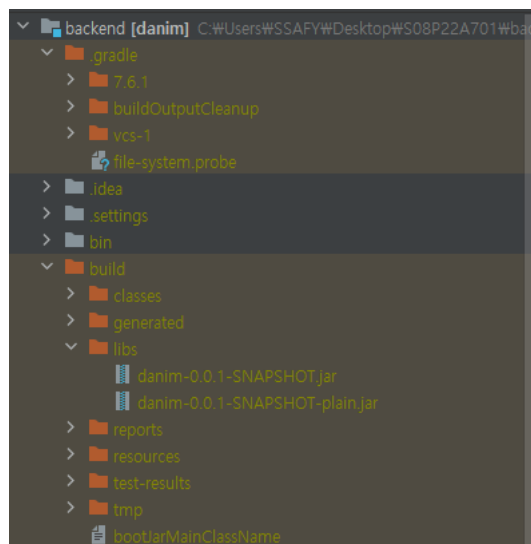 backend [danim] C:₩Users₩SSAFY₩Desktop₩S08P22A701₩bac
.gradle
7.6.1
buildOutputCleanup
vcs-1
file-system.probe
.idea
.settings
bin
build
classes
generated
libs
danim-0.0.1-SNAPSHOT.jar
danim-0.0.1-SNAPSHOT-plain.jar
reports
resources
test-results
tmp
bootJarMainClassName